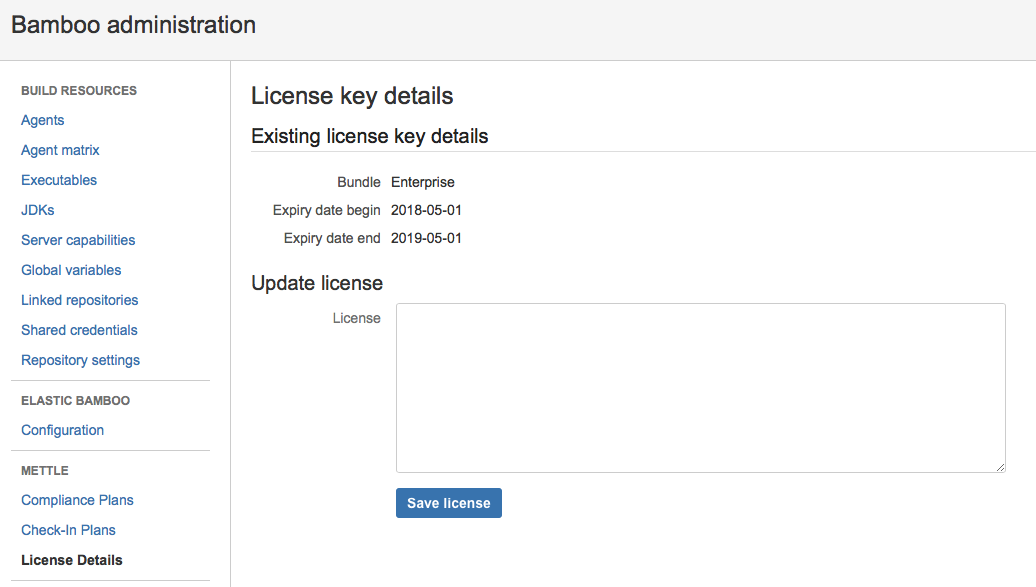 Bamboo administration
BUILD RESOURCES
Agents
Agent matrix
Executables
JDKs
Server capabilities
Global variables
Linked repositories
Shared credentials
Repository settings
ELASTIC BAMBOO
Configuration
METTLE
Compliance Plans
Check-In Plans
License Details
License key details
Existing license key details
Bundle Enterprise
Expiry date begin 2018-05-01
Expiry date end 2019-05-01
Update license
License
Save license